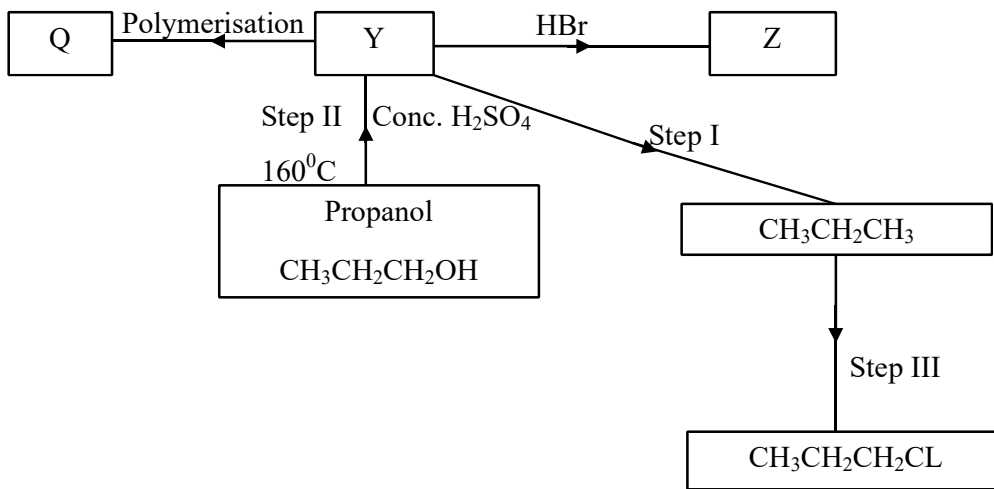 Polymerisation
HBr
Q
Y
Z
Step II
Conc. H₂SO₄
Step I
160⁰C
Propanol
CH₃CH₂CH₂OH
CH₃CH₂CH₃
Step III
CH₃CH₂CH₂CL